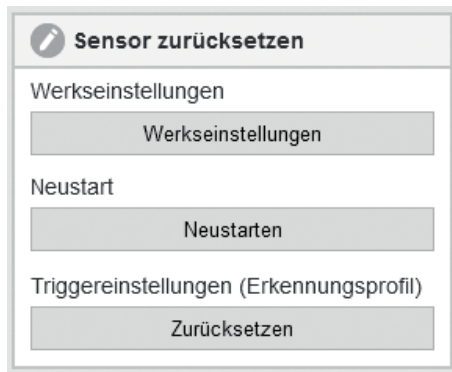 Sensor zurücksetzen
Werkseinstellungen
Werkseinstellungen
Neustart
Neustarten
Triggereinstellungen (Erkennungsprofil)
Zurücksetzen